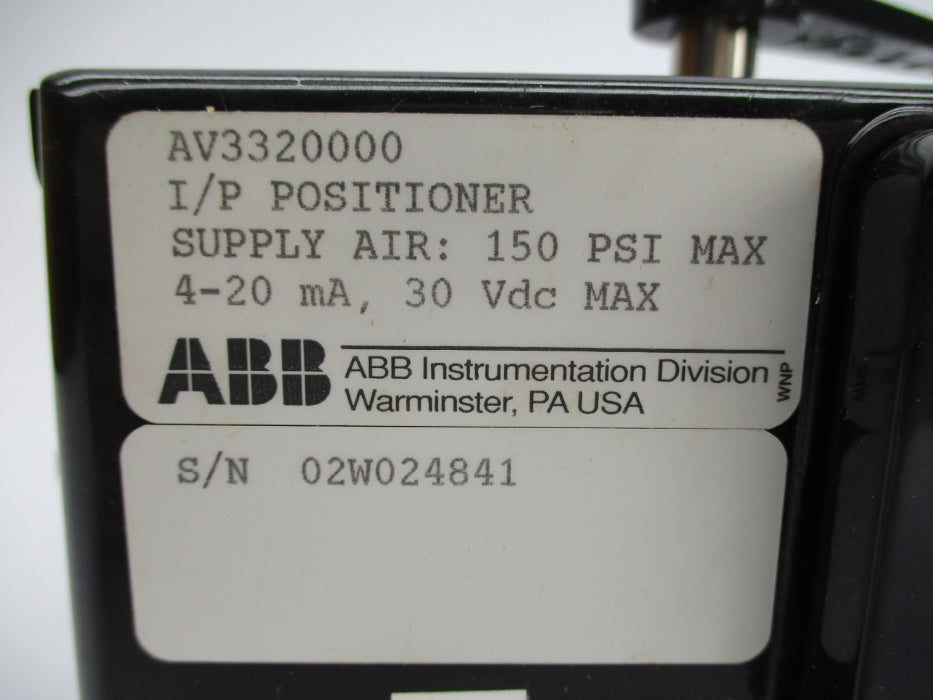 AV3320000
I/P POSITIONER
SUPPLY AIR: 150 PSI MAX
4-20 mA, 30 Vdc MAX
ABB
ABB Instrumentation Division
Warminster, PA USA
WNP
S/N 02W024841